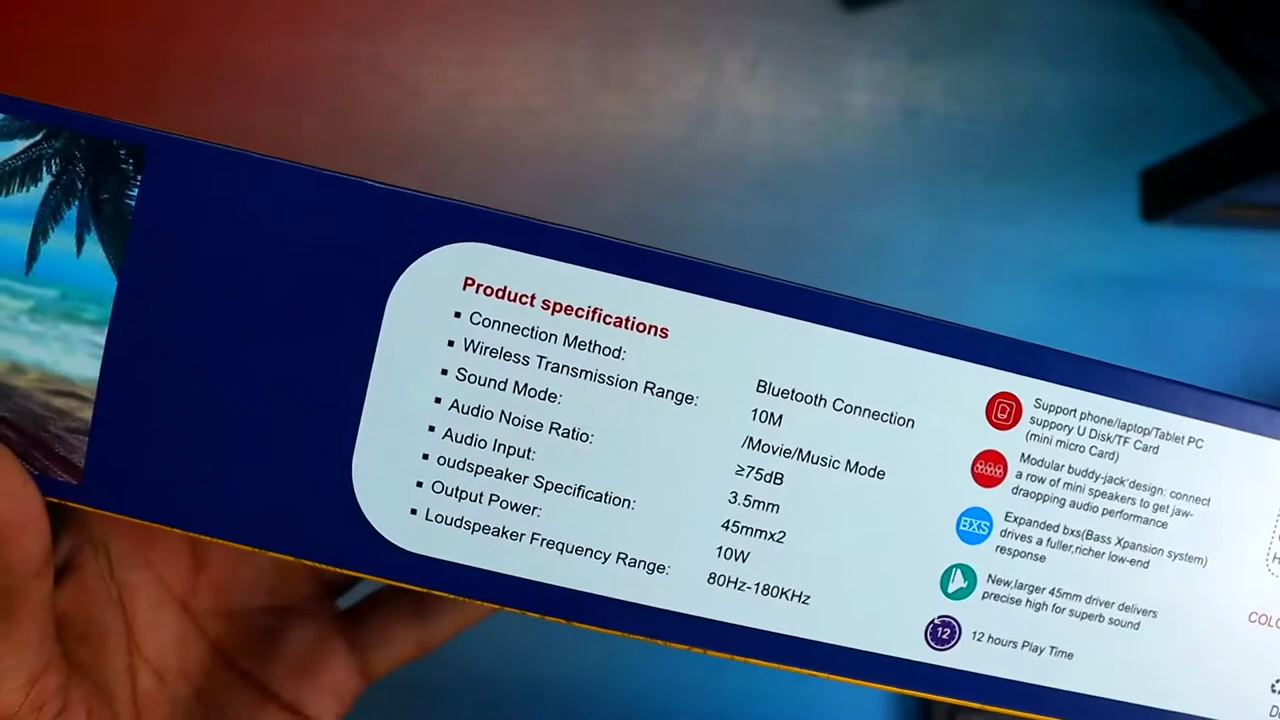 Product specifications
▪ Connection Method: Bluetooth Connection
▪ Wireless Transmission Range: 10M
▪ Sound Mode: /Movie/Music Mode
▪ Audio Noise Ratio: ≥75dB
▪ Audio Input: 3.5mm
▪ oudspeaker Specification: 45mmx2
▪ Output Power: 10W
▪ Loudspeaker Frequency Range: 80Hz-180KHz
Support phone/laptop/Tablet PC
suppory U Disk/TF Card
(mini micro Card)
Modular buddy-jack'design: connect
a row of mini speakers to get jaw-
draopping audio performance
BXS
Expanded bxs(Bass Xpansion system)
drives a fuller,richer low-end
response
New,larger 45mm driver delivers
precise high for superb sound
12
12 hours Play Time